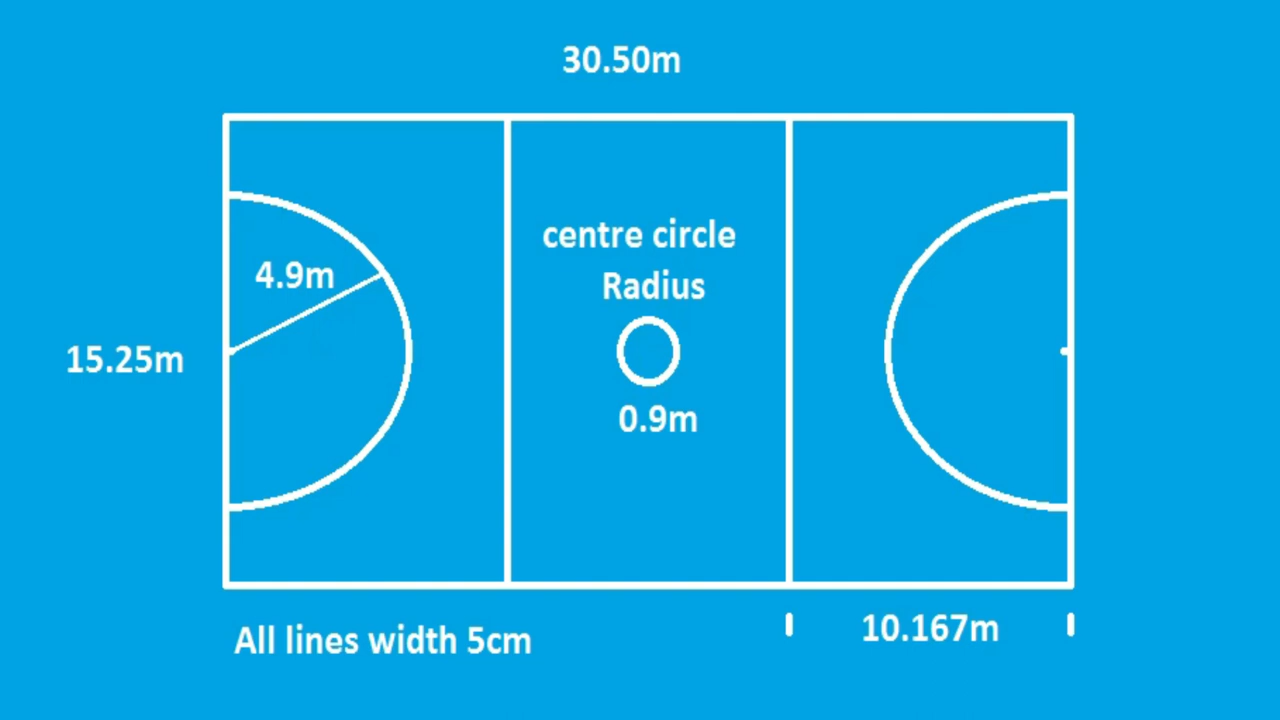 30.50m
centre circle
Radius
4.9m
15.25m
0.9m
10.167m
All lines width 5cm